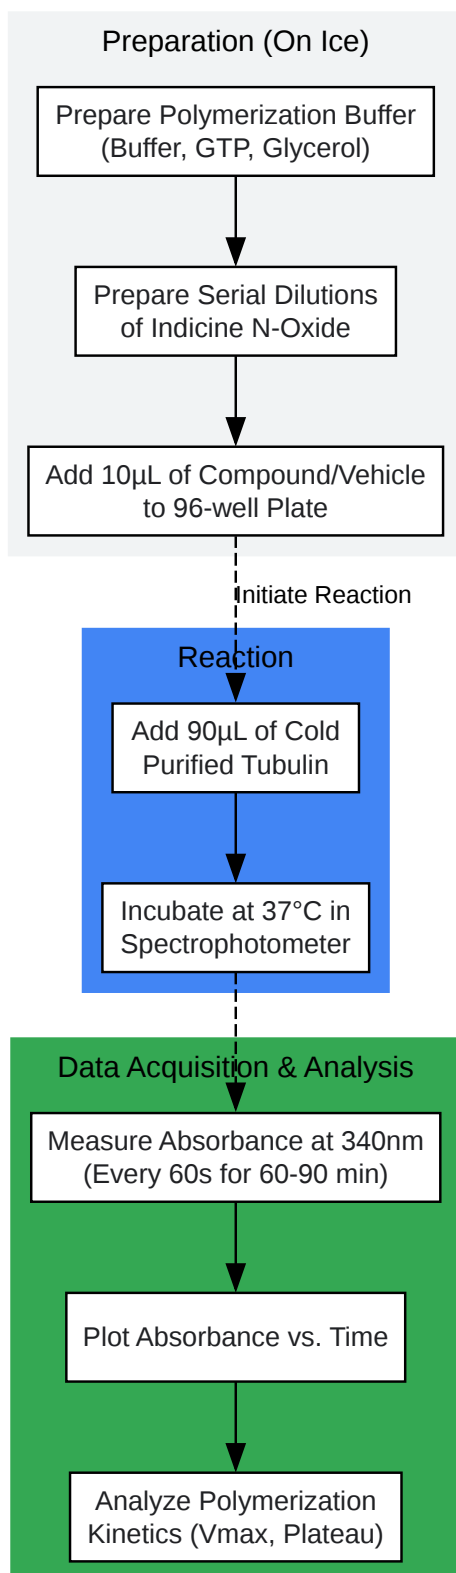 Preparation (On Ice)
Prepare Polymerization Buffer
(Buffer, GTP, Glycerol)
Prepare Serial Dilutions
of Indicine N-Oxide
Add 10µL of Compound/Vehicle
to 96-well Plate
Initiate Reaction
Reaction
Add 90µL of Cold
Purified Tubulin
Incubate at 37°C in
Spectrophotometer
Data Acquisition & Analysis
Measure Absorbance at 340nm
(Every 60s for 60-90 min)
Plot Absorbance vs. Time
Analyze Polymerization
Kinetics (Vmax, Plateau)